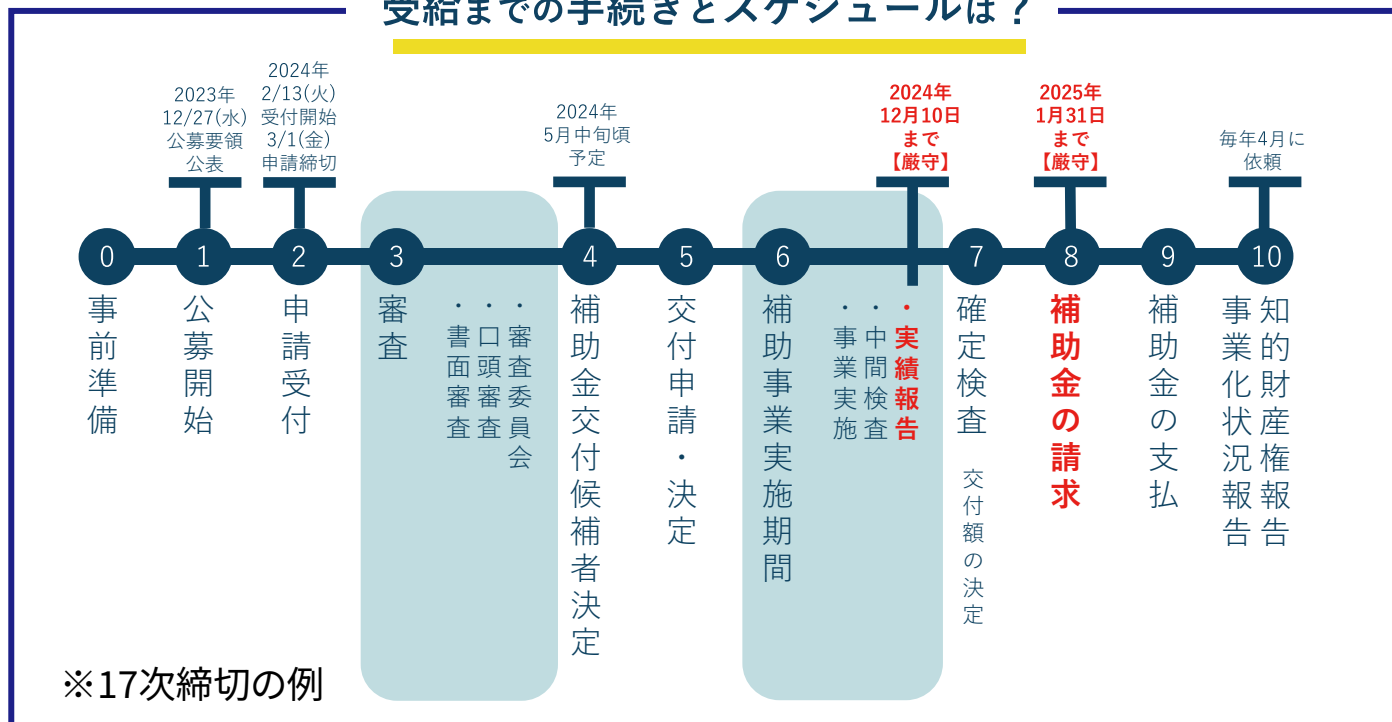 受給までの手続きとスケジュールは？
2023年
12/27(水)
公募要領
公表
2024年
2/13(火)
受付開始
3/1(金)
申請締切
2024年
5月中旬頃
予定
2024年
12月10日
まで
【厳守】
2025年
1月31日
まで
【厳守】
毎年4月に
依頼
0
事前準備
1
公募開始
2
申請受付
3
審査
・書面審査
・口頭審査
・審査委員会
4
補助金交付候補者決定
5
交付申請・決定
6
補助事業実施期間
・事業実施
・中間検査
・実績報告
7
確定検査
交付額の決定
8
補助金の請求
9
補助金の支払
10
知的財産権報告
事業化状況報告
※17次締切の例